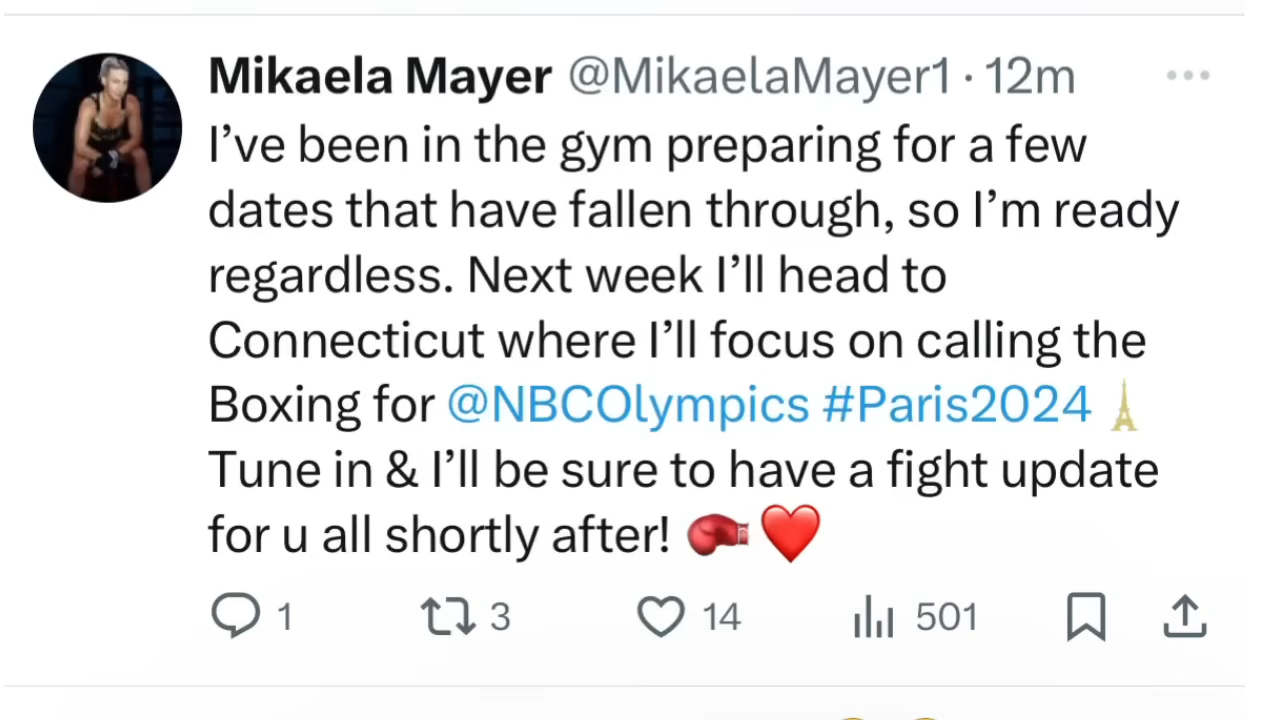 Mikaela Mayer @MikaelaMayer1 · 12m
I’ve been in the gym preparing for a few
dates that have fallen through, so I’m ready
regardless. Next week I’ll head to
Connecticut where I’ll focus on calling the
Boxing for @NBCOlympics #Paris2024
Tune in & I’ll be sure to have a fight update
for u all shortly after! 🥊❤️
1 3 14 501